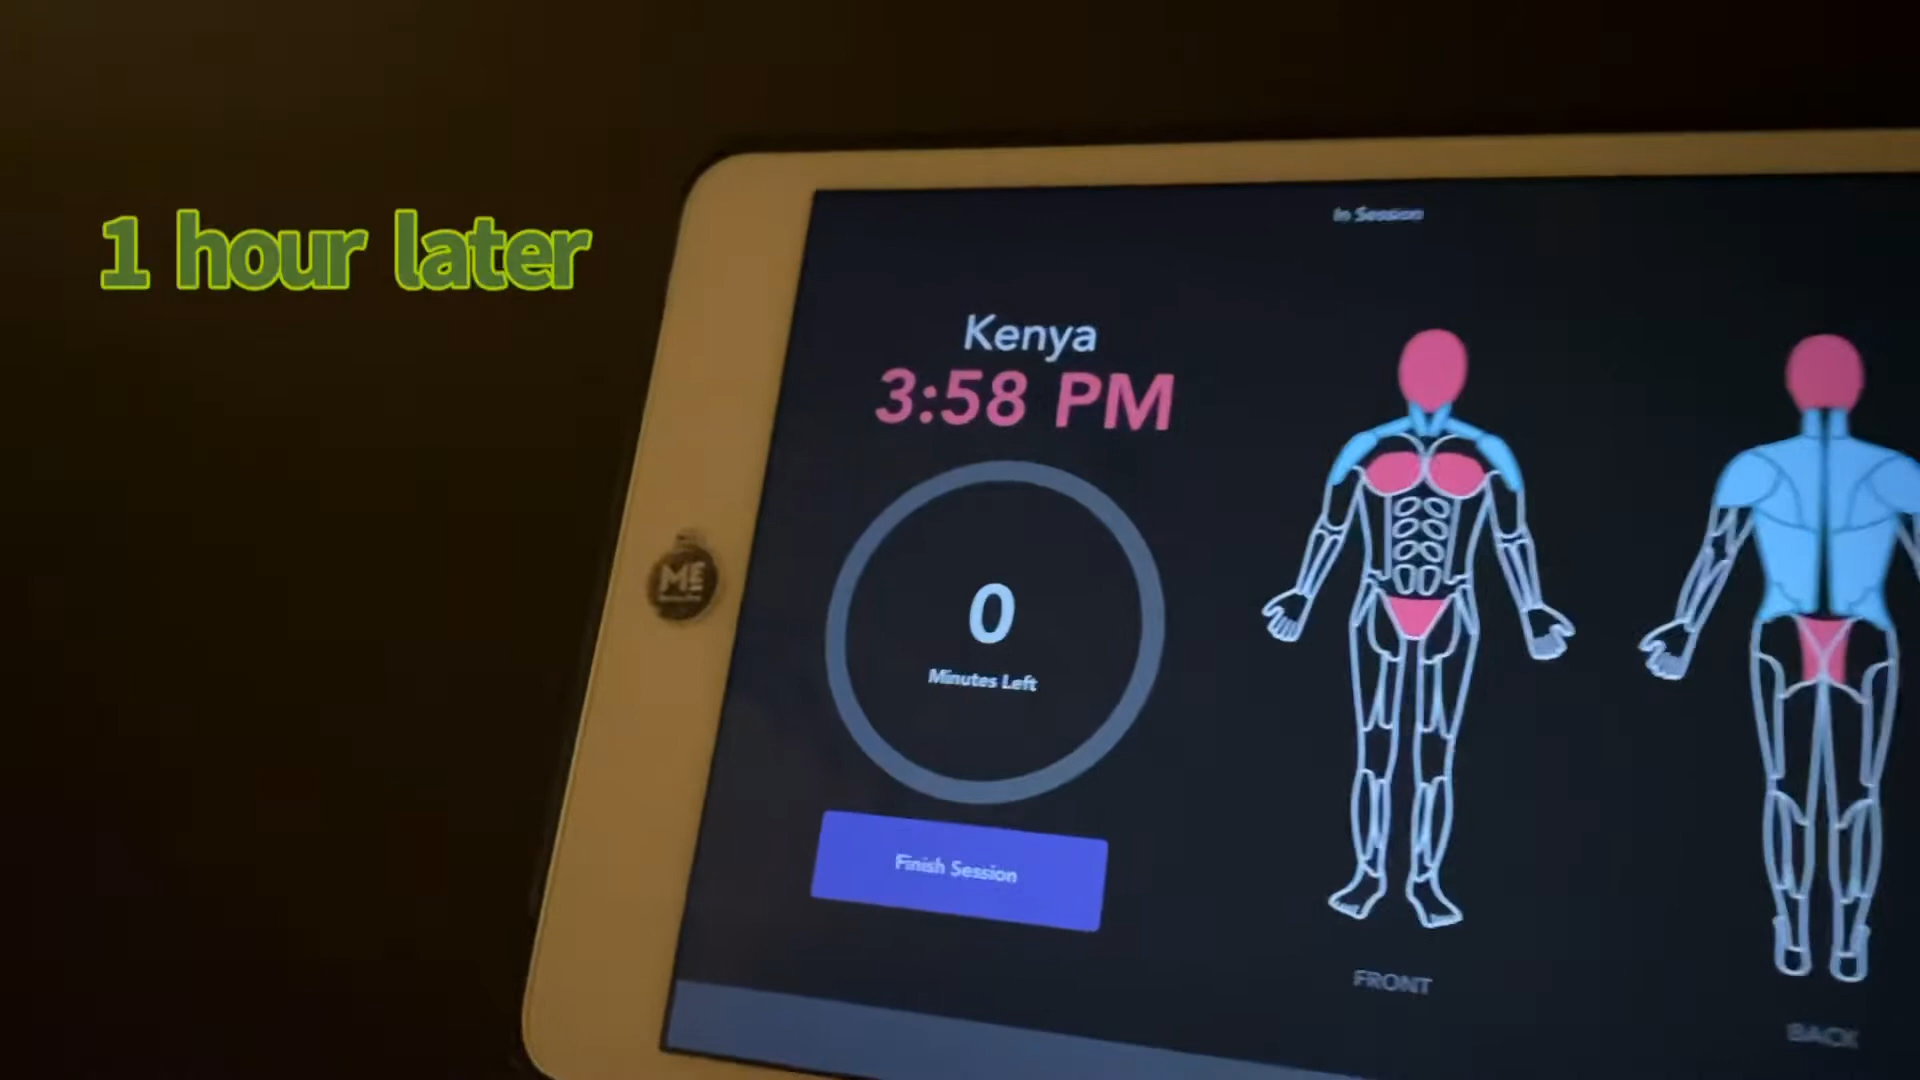 1 hour later
In Session
Kenya
3:58 PM
0
Minutes Left
Finish Session
FRONT
BACK
ME